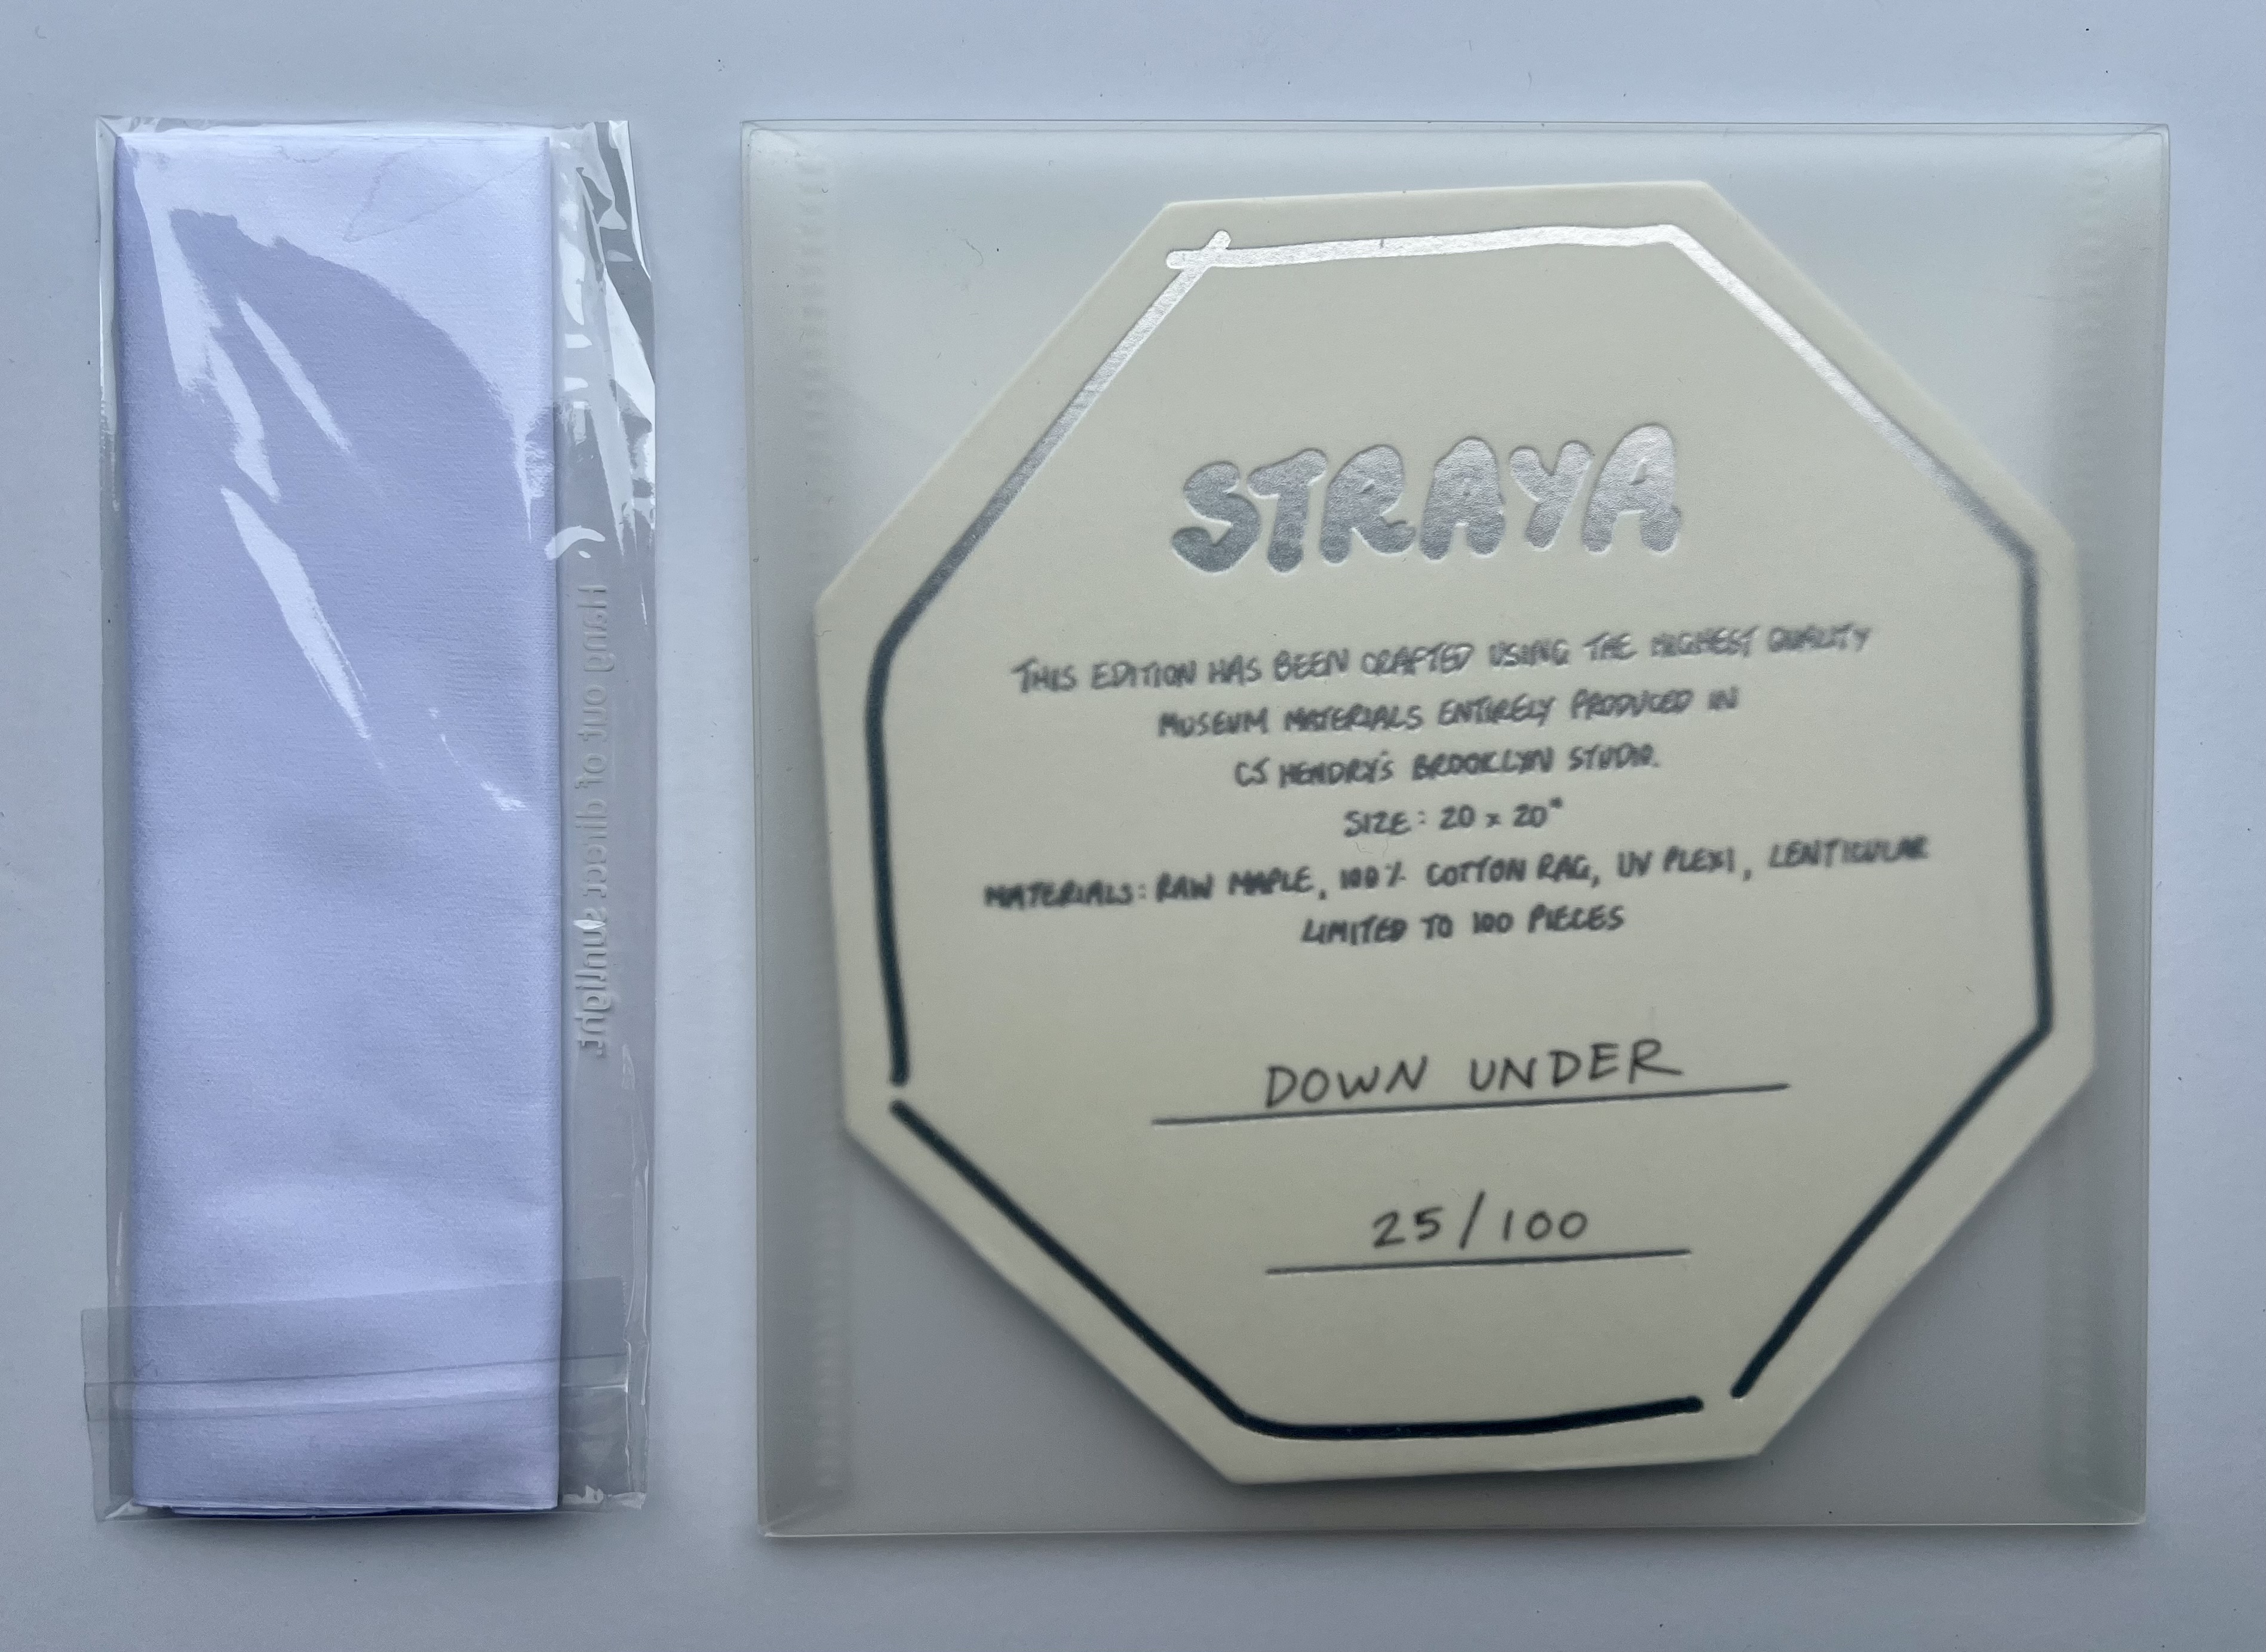 Hang out of direct sunlight
STRAYA
THIS EDITION HAS BEEN CRAFTED USING THE HIGHEST QUALITY
MUSEUM MATERIALS ENTIRELY PRODUCED IN
CJ HENDRY'S BROOKLYN STUDIO.
SIZE: 20 x 20"
MATERIALS: RAW MAPLE, 100% COTTON RAG, UV PLEXI, LENTICULAR
LIMITED TO 100 PIECES
DOWN UNDER
25/100